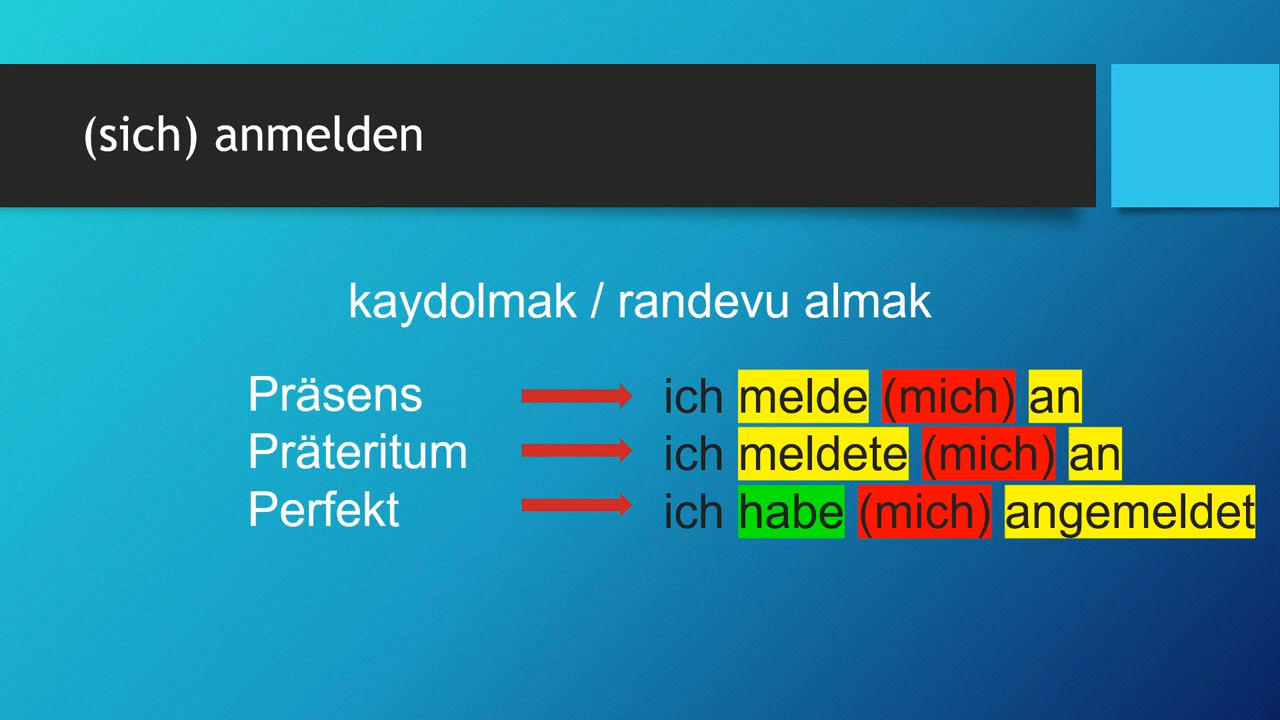 (sich) anmelden
kaydolmak / randevu almak
Präsens ich melde (mich) an
Präteritum ich meldete (mich) an
Perfekt ich habe (mich) angemeldet